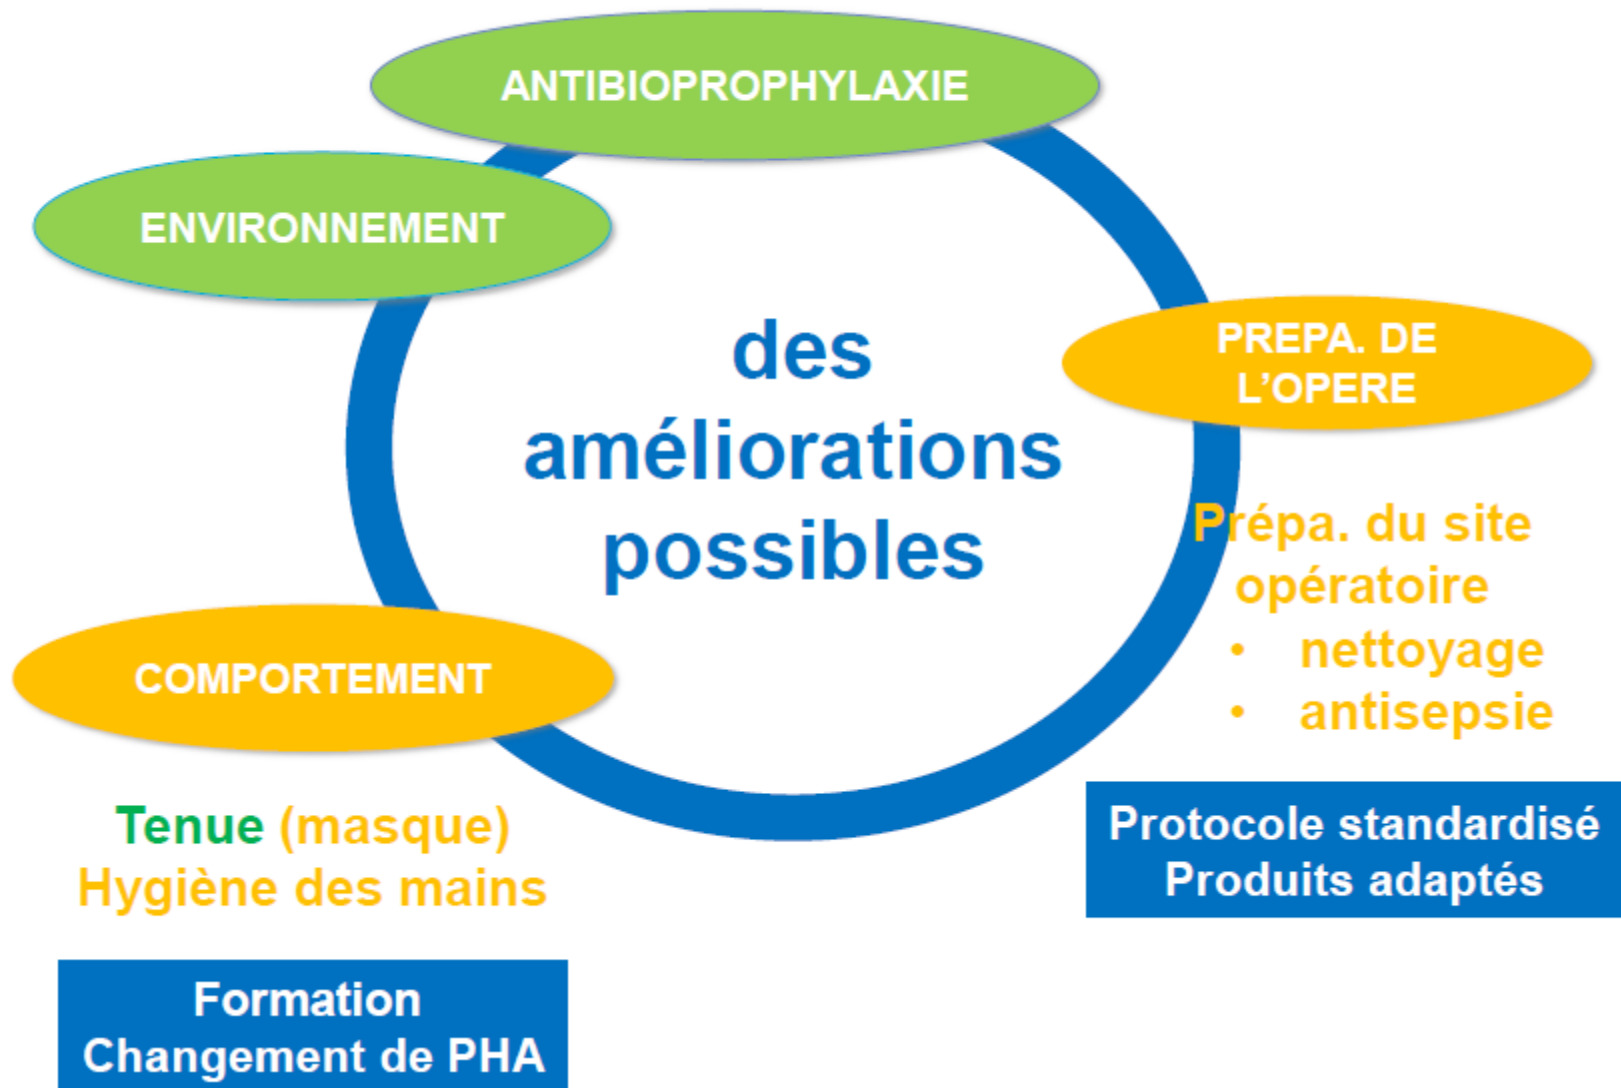 ANTIBIOPROPHYLAXIE
ENVIRONNEMENT
des
améliorations
possibles
PREPA. DE
L’OPERE
Prépa. du site
opératoire
• nettoyage
• antisepsie
Protocole standardisé
Produits adaptés
COMPORTEMENT
Tenue (masque)
Hygiène des mains
Formation
Changement de PHA